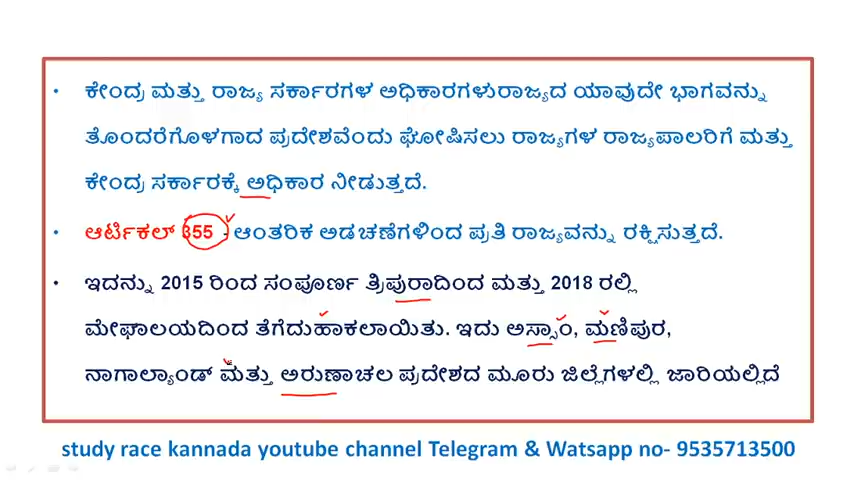 ಕೇಂದ್ರ ಮತ್ತು ರಾಜ್ಯ ಸರ್ಕಾರಗಳ ಅಧಿಕಾರಗಳುರಾಜ್ಯದ ಯಾವುದೇ ಭಾಗವನ್ನು
ತೊಂದರೆಗೊಳಗಾದ ಪ್ರದೇಶವೆಂದು ಘೋಷಿಸಲು ರಾಜ್ಯಗಳ ರಾಜ್ಯಪಾಲರಿಗೆ ಮತ್ತು
ಕೇಂದ್ರ ಸರ್ಕಾರಕ್ಕೆ ಅಧಿಕಾರ ನೀಡುತ್ತದೆ.
ಆರ್ಟಿಕಲ್ 355 - ಆಂತರಿಕ ಅಡಚಣೆಗಳಿಂದ ಪ್ರತಿ ರಾಜ್ಯವನ್ನು ರಕ್ಷಿಸುತ್ತದೆ.
ಇದನ್ನು 2015 ರಿಂದ ಸಂಪೂರ್ಣ ತ್ರಿಪುರಾದಿಂದ ಮತ್ತು 2018 ರಲ್ಲಿ
ಮೇಘಾಲಯದಿಂದ ತೆಗೆದುಹಾಕಲಾಯಿತು. ಇದು ಅಸ್ಸಾಂ, ಮಣಿಪುರ,
ನಾಗಾಲ್ಯಾಂಡ್ ಮತ್ತು ಅರುಣಾಚಲ ಪ್ರದೇಶದ ಮೂರು ಜಿಲ್ಲೆಗಳಲ್ಲಿ ಜಾರಿಯಲ್ಲಿದೆ
study race kannada youtube channel Telegram & Watsapp no- 9535713500